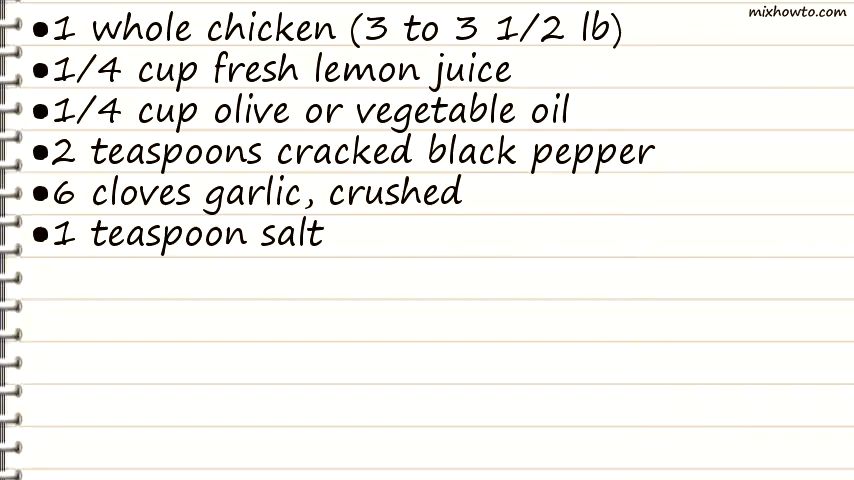 mixhowto.com
•1 whole chicken (3 to 3 1/2 lb)
•1/4 cup fresh lemon juice
•1/4 cup olive or vegetable oil
•2 teaspoons cracked black pepper
•6 cloves garlic, crushed
•1 teaspoon salt